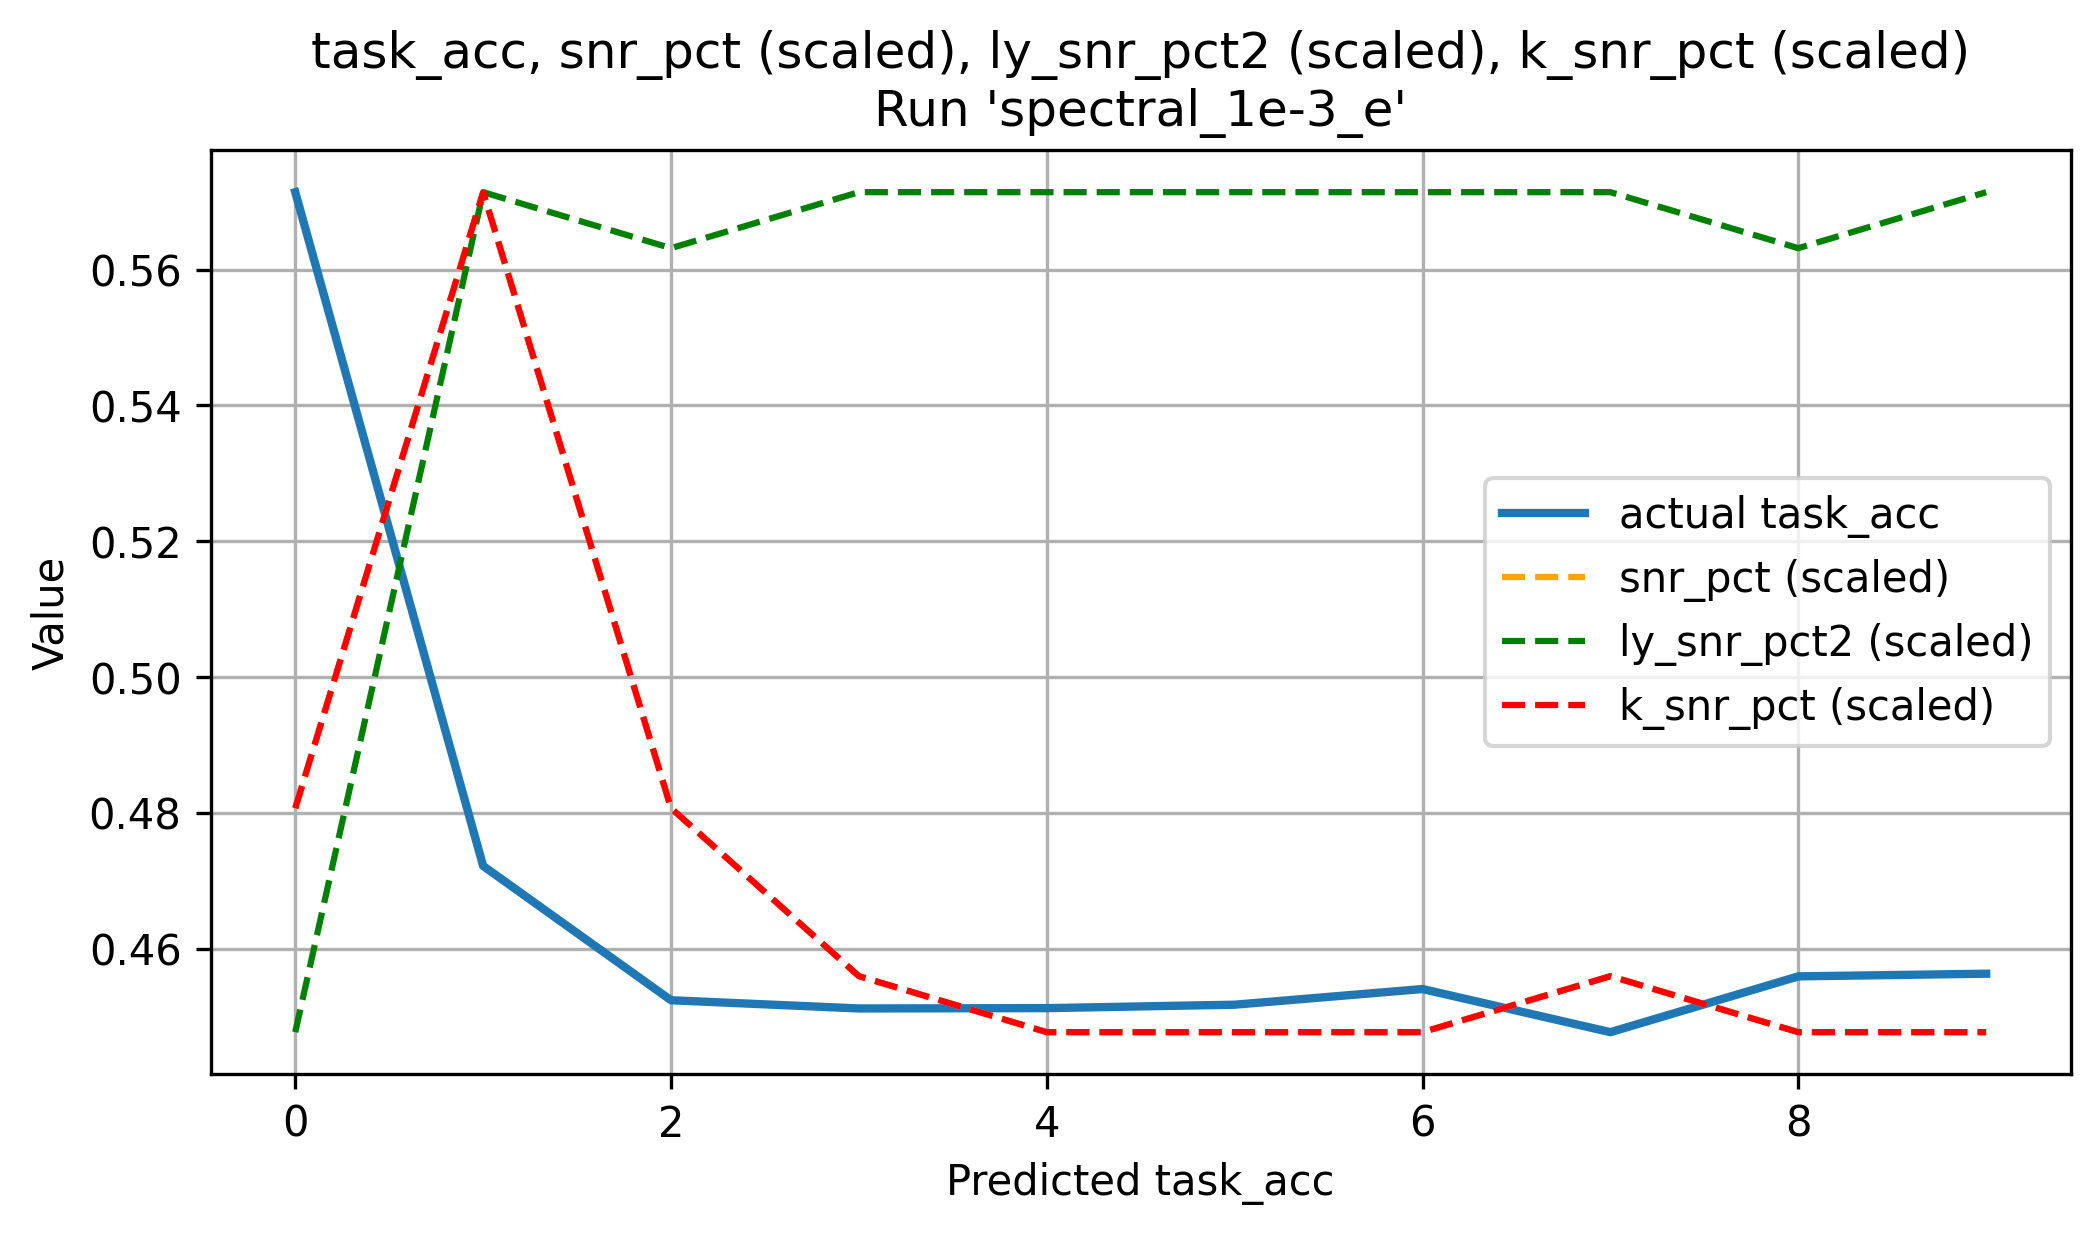 task_acc, snr_pct (scaled), ly_snr_pct2 (scaled), k_snr_pct (scaled)
Run 'spectral_1e-3_e'
Value
0.56
0.54
0.52
0.50
0.48
0.46
actual task_acc
snr_pct (scaled)
ly_snr_pct2 (scaled)
k_snr_pct (scaled)
0 2 4 6 8
Predicted task_acc